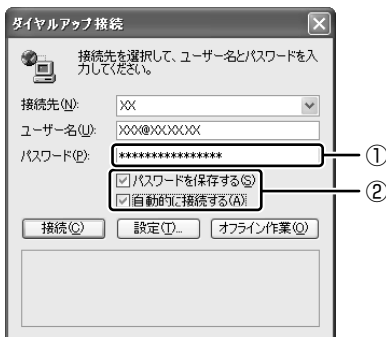 ダイヤルアップ接続
接続先を選択して、ユーザー名とパスワードを入
力してください。
接続先(N):
XX
ユーザー名(U):
XXX@XX.XX.XX
パスワード(P):
****************
①
パスワードを保存する(S)
②
自動的に接続する(A)
接続(C)
設定(T)...
オフライン作業(O)